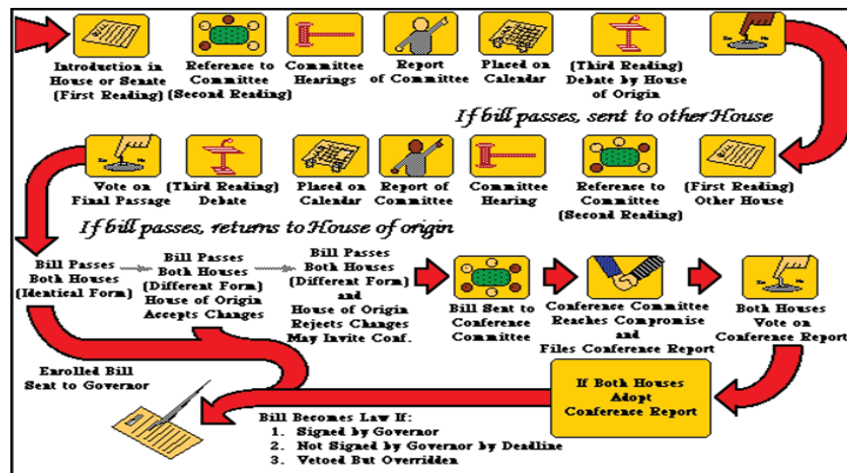 Introduction in
House or Senate
(First Reading)
Reference to
Committee
(Second Reading)
Committee
Hearings
Report
of Committee
Placed on
Calendar
(Third Reading)
Debate by House
of Origin
If bill passes, sent to other House
Vote on
Final Passage
(Third Reading)
Debate
Placed on
Calendar
Report of
Committee
Committee
Hearing
Reference to
Committee
(Second Reading)
(First Reading)
Other House
If bill passes, returns to House of origin
Bill Passes
Both Houses
(Identical Form)
Bill Passes
Both Houses
(Different Form)
House of Origin
Accepts Changes
Bill Passes
Both Houses
(Different Form)
and
House of Origin
Rejects Changes
May Invite Conf.
Bill Sent to
Conference
Committee
Conference Committee
Reaches Compromise
and
Files Conference Report
Both Houses
Vote on
Conference Report
Enrolled Bill
Sent to Governor
If Both Houses
Adopt
Conference Report
Bill Becomes Law If:
1. Signed by Governor
2. Not Signed by Governor by Deadline
3. Vetoed But Overridden